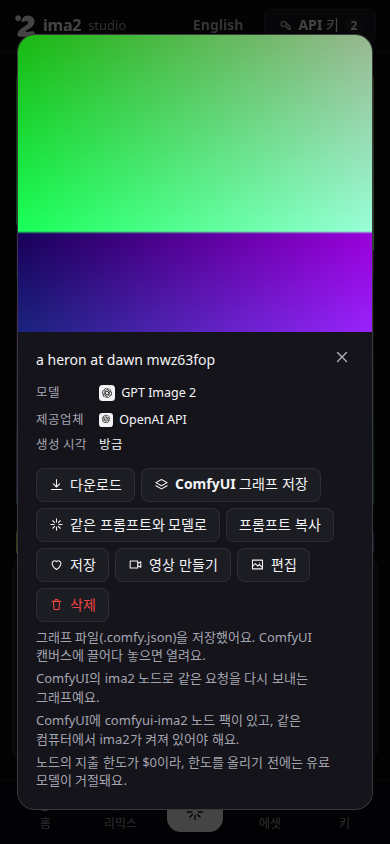 ima2 studio English API 키 2
a heron at dawn mwz63fop
모델 GPT Image 2
제공업체 OpenAI API
생성 시각 방금
다운로드 ComfyUI 그래프 저장
같은 프롬프트와 모델로 프롬프트 복사
저장 영상 만들기 편집
삭제
그래프 파일(.comfy.json)을 저장했어요. ComfyUI
캔버스에 끌어다 놓으면 열려요.
ComfyUI의 ima2 노드로 같은 요청을 다시 보내는
그래프예요.
ComfyUI에 comfyui-ima2 노드 팩이 있고, 같은
컴퓨터에서 ima2가 켜져 있어야 해요.
노드의 지출 한도가 $0이라, 한도를 올리기 전에는 유료
모델이 거절돼요.
홈 리믹스 에셋 키